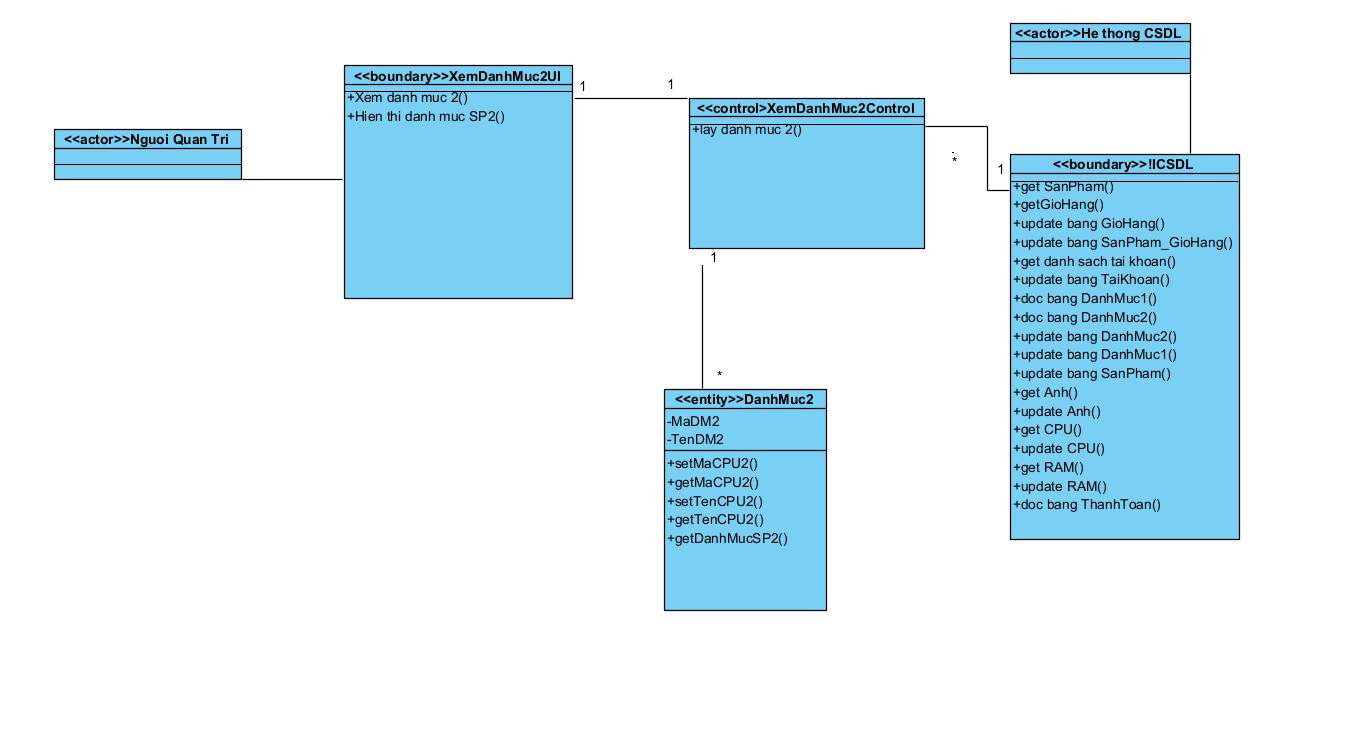 <<actor>>Nguoi Quan Tri
<<boundary>>XemDanhMuc2UI
+Xem danh muc 2()
+Hien thi danh muc SP2()
1
1
<<control>XemDanhMuc2Control
+lay danh muc 2()
1
*
<<entity>>DanhMuc2
-MaDM2
-TenDM2
+setMaCPU2()
+getMaCPU2()
+setTenCPU2()
+getTenCPU2()
+getDanhMucSP2()
*
1
<<actor>>He thong CSDL
<<boundary>>!ICSDL
+get SanPham()
+getGioHang()
+update bang GioHang()
+update bang SanPham_GioHang()
+get danh sach tai khoan()
+update bang TaiKhoan()
+doc bang DanhMuc1()
+doc bang DanhMuc2()
+update bang DanhMuc2()
+update bang DanhMuc1()
+update bang SanPham()
+get Anh()
+update Anh()
+get CPU()
+update CPU()
+get RAM()
+update RAM()
+doc bang ThanhToan()